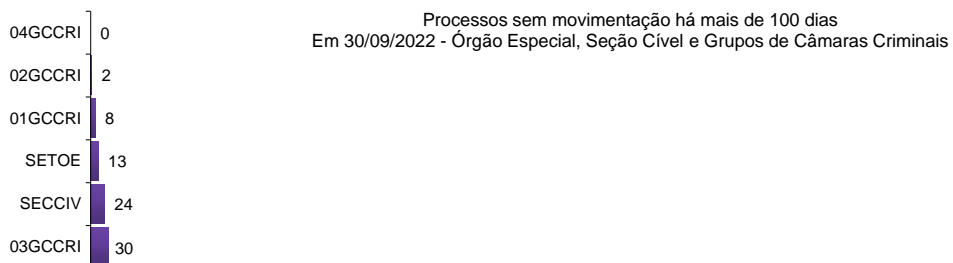 Processos sem movimentação há mais de 100 dias
Em 30/09/2022 - Órgão Especial, Seção Cível e Grupos de Câmaras Criminais
04GCCRI 0
02GCCRI 2
01GCCRI 8
SETOE 13
SECCIV 24
03GCCRI 30